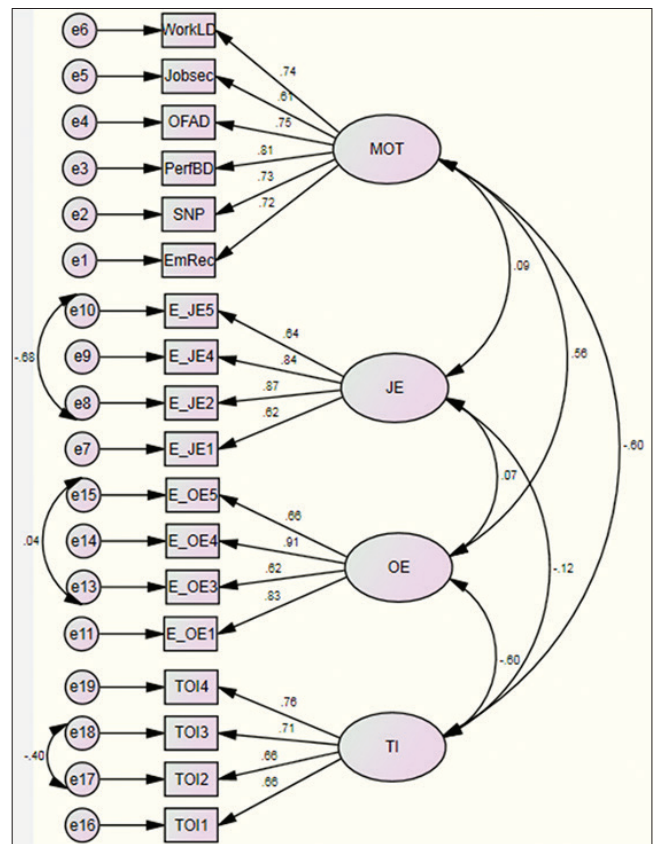 e6 WorkLD
.74
e5 Jobsec
.61
e4 OFAD
.75
MOT
e3 PerfBD
.81
e2 SNP
.73
e1 EmRec
.72
.09
e10 E_JE5
.64
-.68
e9 E_JE4
.84
.56
JE
e8 E_JE2
.87
e7 E_JE1
.62
-.60
e15 E_OE5
.07
.66
.04
e14 E_OE4
.91
OE
-.12
e13 E_OE3
.62
e11 E_OE1
.83
-.60
e19 TOI4
.76
e18 TOI3
.71
-.40
TI
e17 TOI2
.66
e16 TOI1
.66